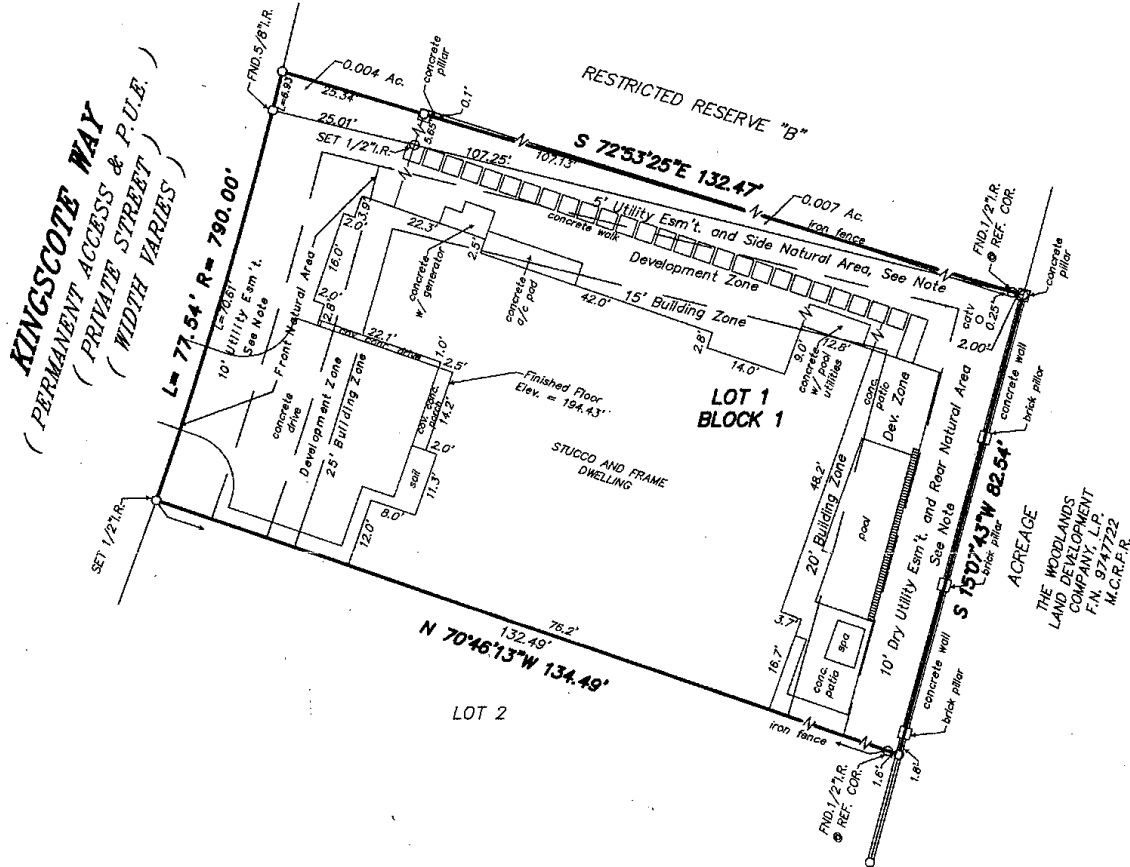 KINGSCOTE WAY
( PERMANENT ACCESS & P.U.E. )
( PRIVATE STREET )
( WIDTH VARIES )
L= 77.54' R= 790.00'
FND.5/8"I.R.
L=6.93'
0.004 Ac.
25.34'
25.01'
SET 1/2"I.R.
concrete
pillar
0.1'
5.65'
RESTRICTED RESERVE "B"
S 72°53'25"E 132.47'
107.25'
107.13'
0.007 Ac.
iron fence
5' Utility Esm't. and Side Natural Area, See Note
concrete walk
Development Zone
15' Building Zone
FND.1/2"I.R.
@ REF. COR.
concrete
pillar
catv
0.25'
2.00'
L=70.61'
10' Utility Esm't.
See Note
Front Natural Area
concrete
drive
Development Zone
25' Building Zone
3.9'
2.0'
16.0'
2.0'
2.8'
22.3'
2.5'
concrete
w/ generator
concrete
a/c pad
42.0'
2.8'
14.0'
9.0'
12.8'
concrete
w/ pool
utilities
22.1'
cov. conc. drive
1.0'
2.5'
cov. conc.
porch
14.2'
2.0'
11.3'
soil
8.0'
12.0'
Finished Floor
Elev. = 194.43'
LOT 1
BLOCK 1
STUCCO AND FRAME
DWELLING
conc.
patio
Dev. Zone
48.2'
20' Building Zone
pool
3.7'
16.7'
spa
conc.
patio
10' Dry Utility Esm't. and Rear Natural Area
See Note
S 15°07'43"W 82.54'
concrete wall
brick pillar
brick pillar
concrete wall
brick pillar
ACREAGE
THE WOODLANDS
LAND DEVELOPMENT
COMPANY, L.P.
F.N. 9747722
M.C.R.P.R.
SET 1/2"I.R.
76.2'
132.49'
N 70°46'13"W 134.49'
LOT 2
iron fence
FND.1/2"I.R.
@ REF. COR.
1.6'
1.8'